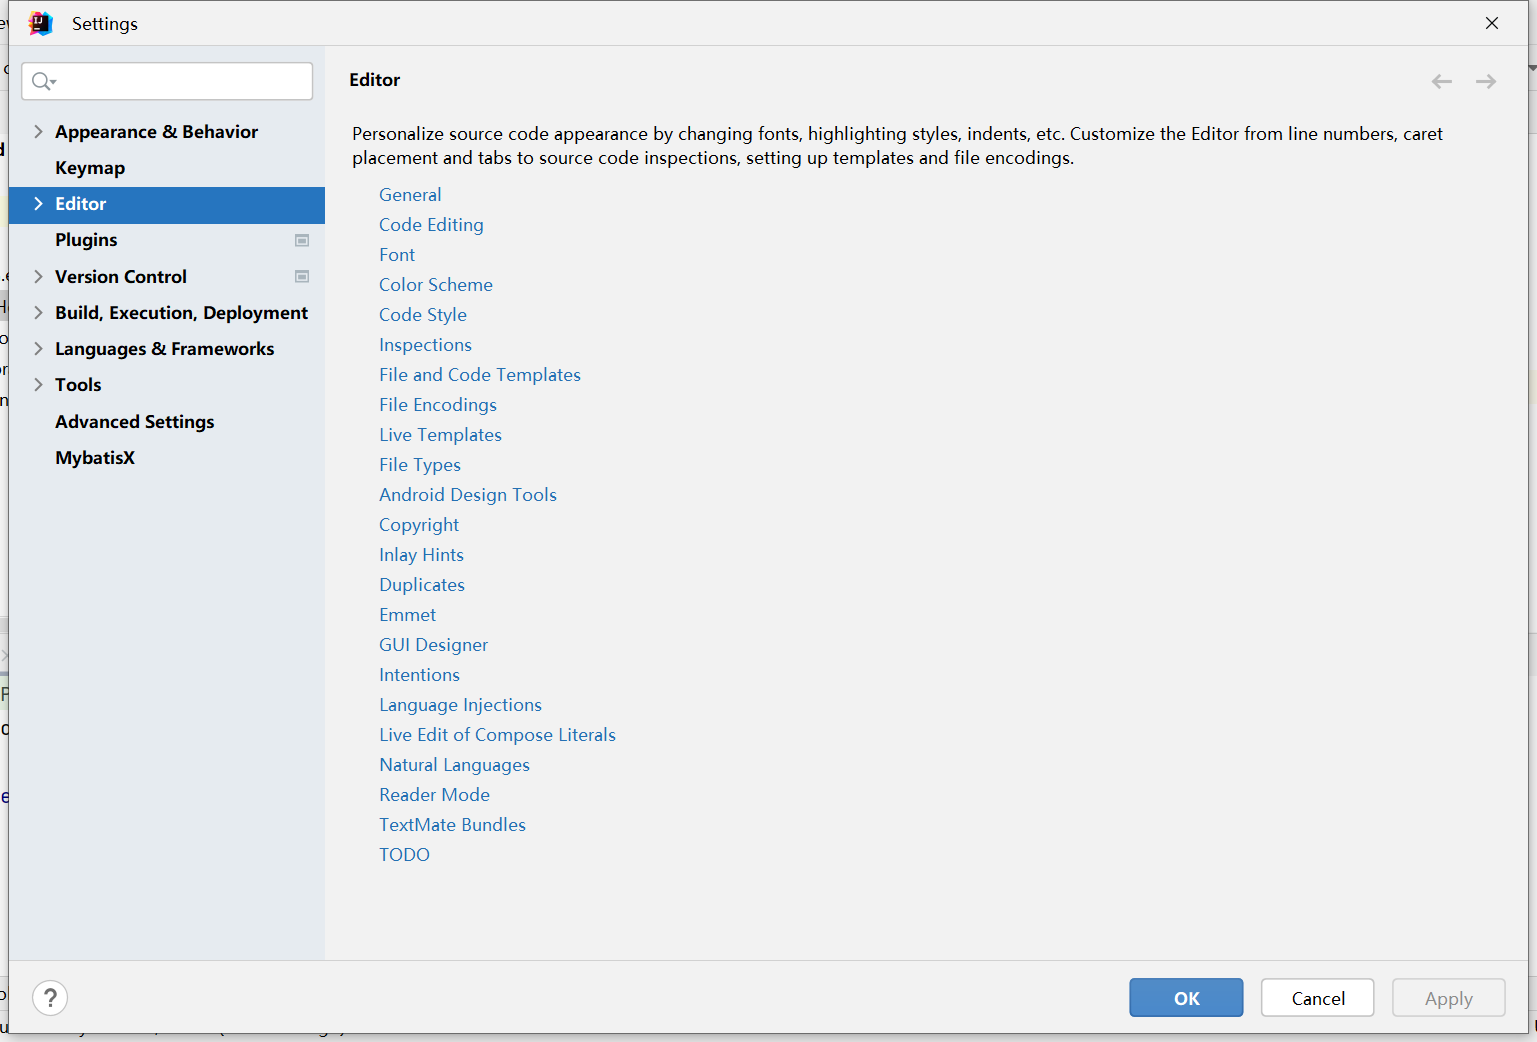 Settings
Editor
Appearance & Behavior
Keymap
Editor
Plugins
Version Control
Build, Execution, Deployment
Languages & Frameworks
Tools
Advanced Settings
MybatisX
Personalize source code appearance by changing fonts, highlighting styles, indents, etc. Customize the Editor from line numbers, caret
placement and tabs to source code inspections, setting up templates and file encodings.
General
Code Editing
Font
Color Scheme
Code Style
Inspections
File and Code Templates
File Encodings
Live Templates
File Types
Android Design Tools
Copyright
Inlay Hints
Duplicates
Emmet
GUI Designer
Intentions
Language Injections
Live Edit of Compose Literals
Natural Languages
Reader Mode
TextMate Bundles
TODO
?
OK
Cancel
Apply